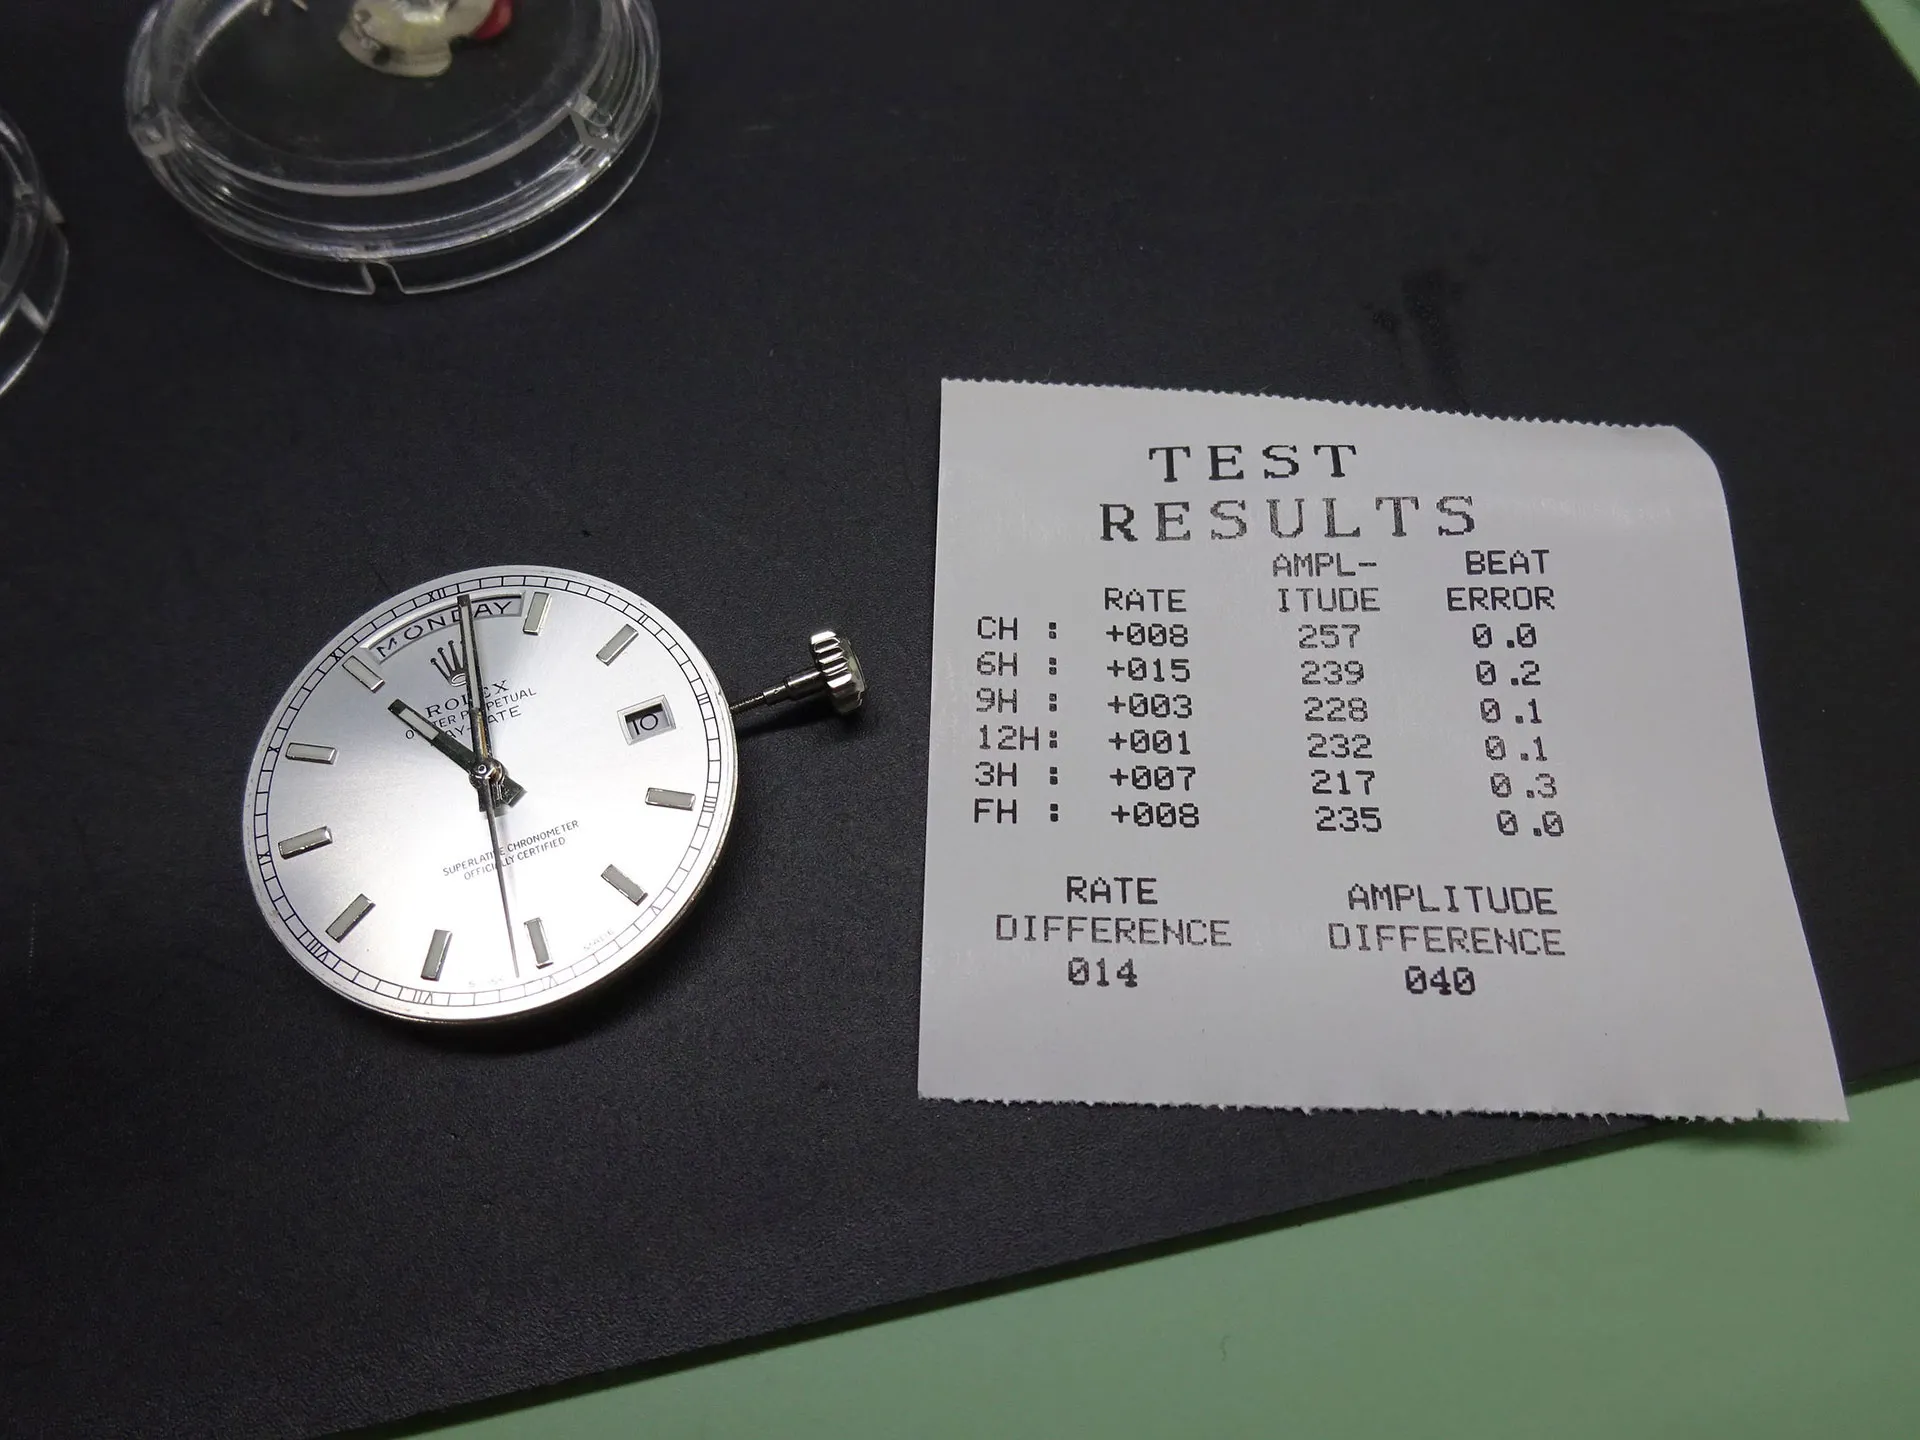 MONDAY
ROLEX
PERPETUAL
DAY-DATE
10
SUPERLATIVE CHRONOMETER
OFFICIALLY CERTIFIED
TEST
RESULTS
AMPL- BEAT
RATE ITUDE ERROR
CH : +008 257 0.0
6H : +015 239 0.2
9H : +003 228 0.1
12H: +001 232 0.1
3H : +007 217 0.3
FH : +008 235 0.0
RATE AMPLITUDE
DIFFERENCE DIFFERENCE
014 040